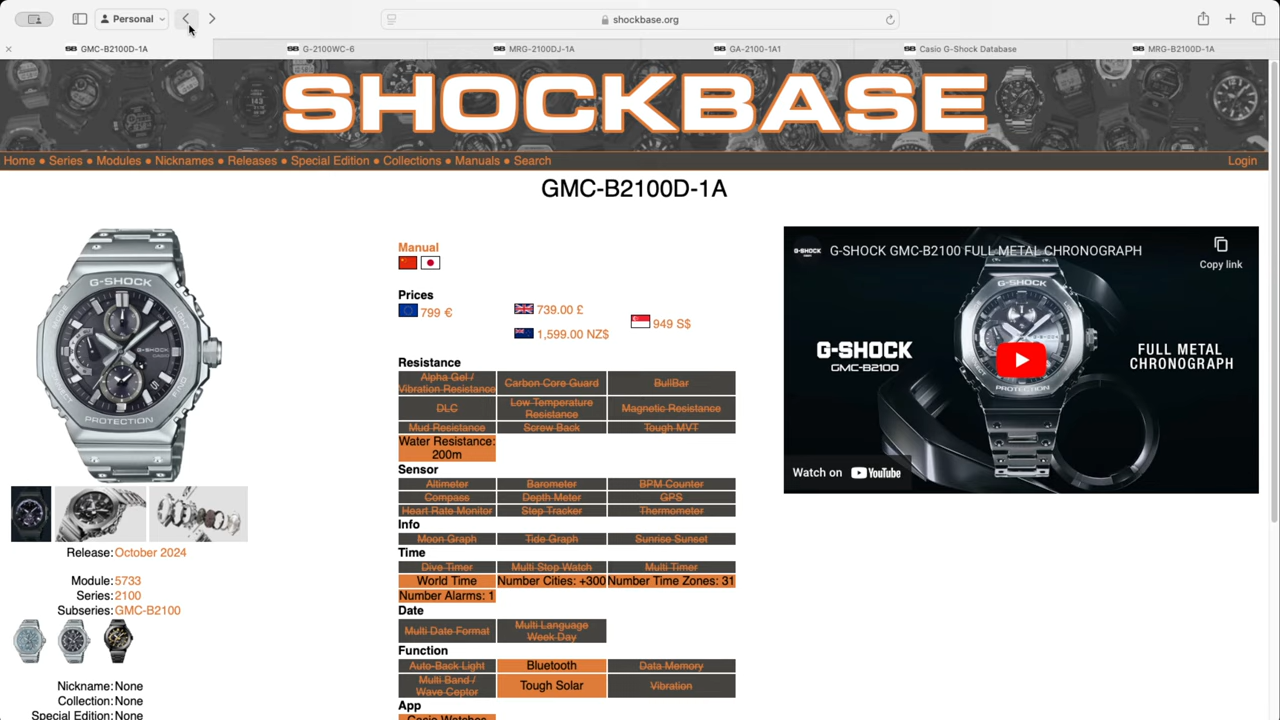 Personal
shockbase.org
GMC-B2100D-1A
G-2100WC-6
MRG-2100DJ-1A
GA-2100-1A1
Casio G-Shock Database
MRG-B2100D-1A
SHOCKBASE
Home ● Series ● Modules ● Nicknames ● Releases ● Special Edition ● Collections ● Manuals ● Search
Login
GMC-B2100D-1A
G-SHOCK
PROTECTION
Release: October 2024
Module: 5733
Series: 2100
Subseries: GMC-B2100
Nickname: None
Collection: None
Special Edition: None
Manual
Prices
799 €
739.00 £
1,599.00 NZ$
949 S$
Resistance
Alpha Gel /
Vibration Resistance
Carbon Core Guard
BullBar
DLC
Low Temperature
Resistance
Magnetic Resistance
Mud Resistance
Screw Back
Tough MVT
Water Resistance:
200m
Sensor
Altimeter
Barometer
BPM Counter
Compass
Depth Meter
GPS
Heart Rate Monitor
Step Tracker
Thermometer
Info
Moon Graph
Tide Graph
Sunrise Sunset
Time
Dive Timer
Multi Stop Watch
Multi Timer
World Time
Number Cities: +300
Number Time Zones: 31
Number Alarms: 1
Date
Multi Date Format
Multi Language
Week Day
Function
Auto-Back Light
Bluetooth
Data Memory
Multi Band /
Wave Ceptor
Tough Solar
Vibration
App
Casio Watches
G-SHOCK GMC-B2100 FULL METAL CHRONOGRAPH
Copy link
G-SHOCK
GMC-B2100
G-SHOCK
PROTECTION
FULL METAL
CHRONOGRAPH
Watch on YouTube